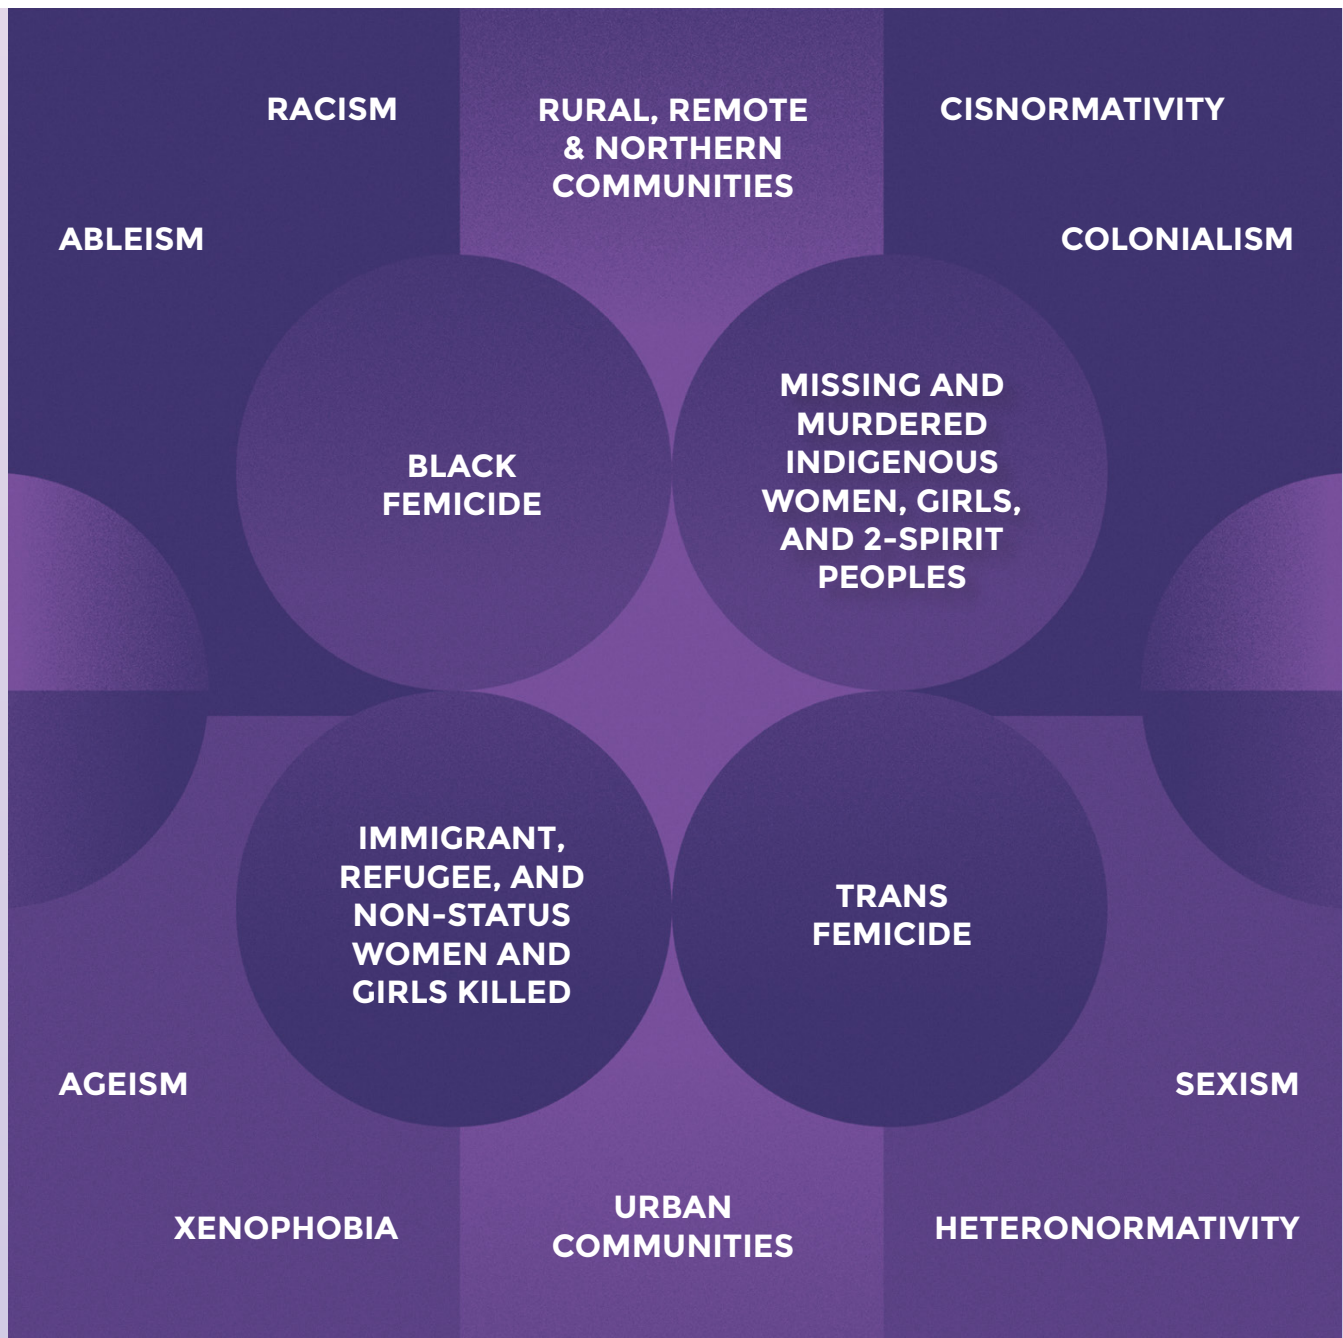 RACISM
RURAL, REMOTE
& NORTHERN
COMMUNITIES
CISNORMATIVITY
ABLEISM
COLONIALISM
BLACK
FEMICIDE
MISSING AND
MURDERED
INDIGENOUS
WOMEN, GIRLS,
AND 2-SPIRIT
PEOPLES
IMMIGRANT,
REFUGEE, AND
NON-STATUS
WOMEN AND
GIRLS KILLED
TRANS
FEMICIDE
AGEISM
SEXISM
XENOPHOBIA
URBAN
COMMUNITIES
HETERONORMATIVITY